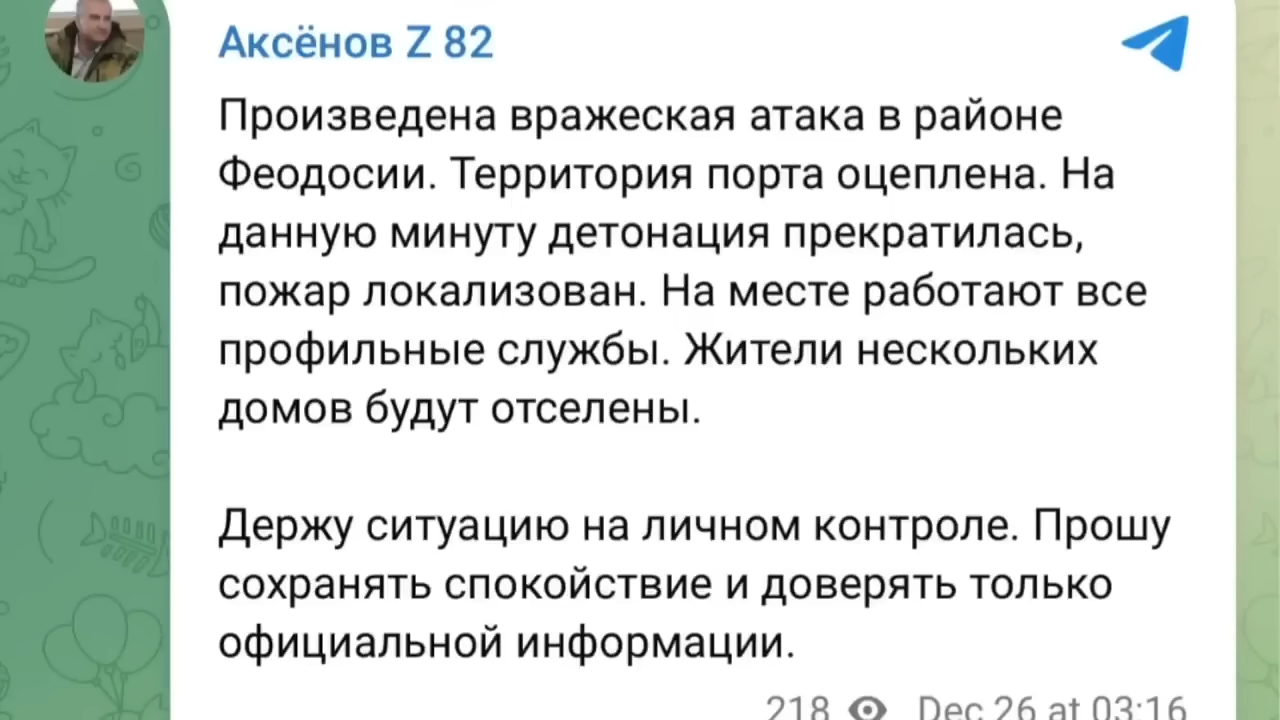 Аксёнов Z 82
Произведена вражеская атака в районе
Феодосии. Территория порта оцеплена. На
данную минуту детонация прекратилась,
пожар локализован. На месте работают все
профильные службы. Жители нескольких
домов будут отселены.
Держу ситуацию на личном контроле. Прошу
сохранять спокойствие и доверять только
официальной информации.
218 Dec 26 at 03:16